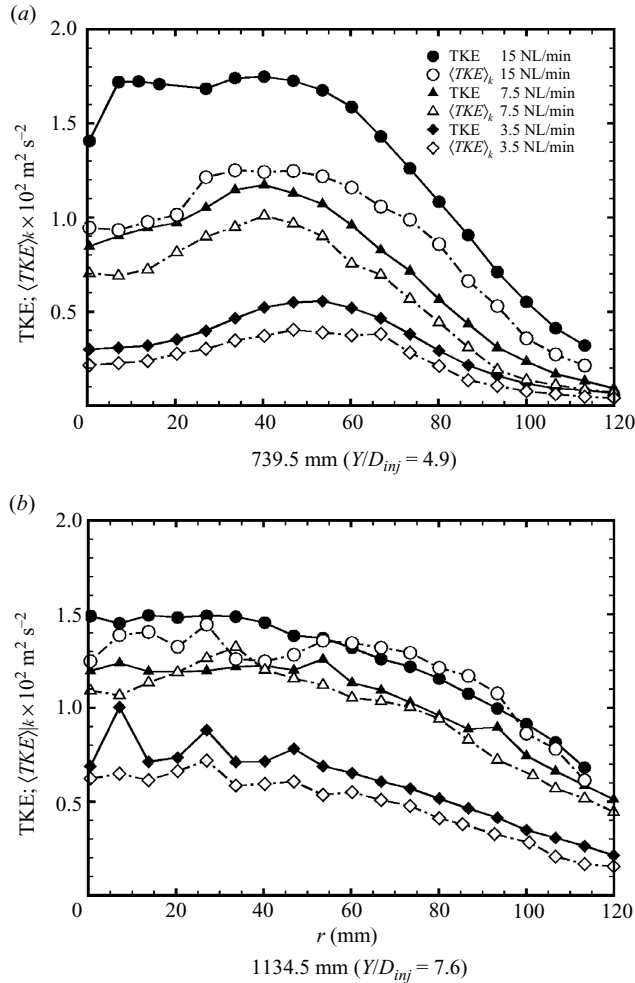 (a)
2.0
1.5
1.0
0.5
TKE; ⟨TKE⟩k × 10² m² s⁻²
TKE 15 NL/min
⟨TKE⟩k 15 NL/min
TKE 7.5 NL/min
⟨TKE⟩k 7.5 NL/min
TKE 3.5 NL/min
⟨TKE⟩k 3.5 NL/min
0 20 40 60 80 100 120
739.5 mm (Y/Dinj = 4.9)
(b)
2.0
1.5
1.0
0.5
TKE; ⟨TKE⟩|k × 10² m² s⁻²
0 20 40 60 80 100 120
r (mm)
1134.5 mm (Y/Dinj = 7.6)